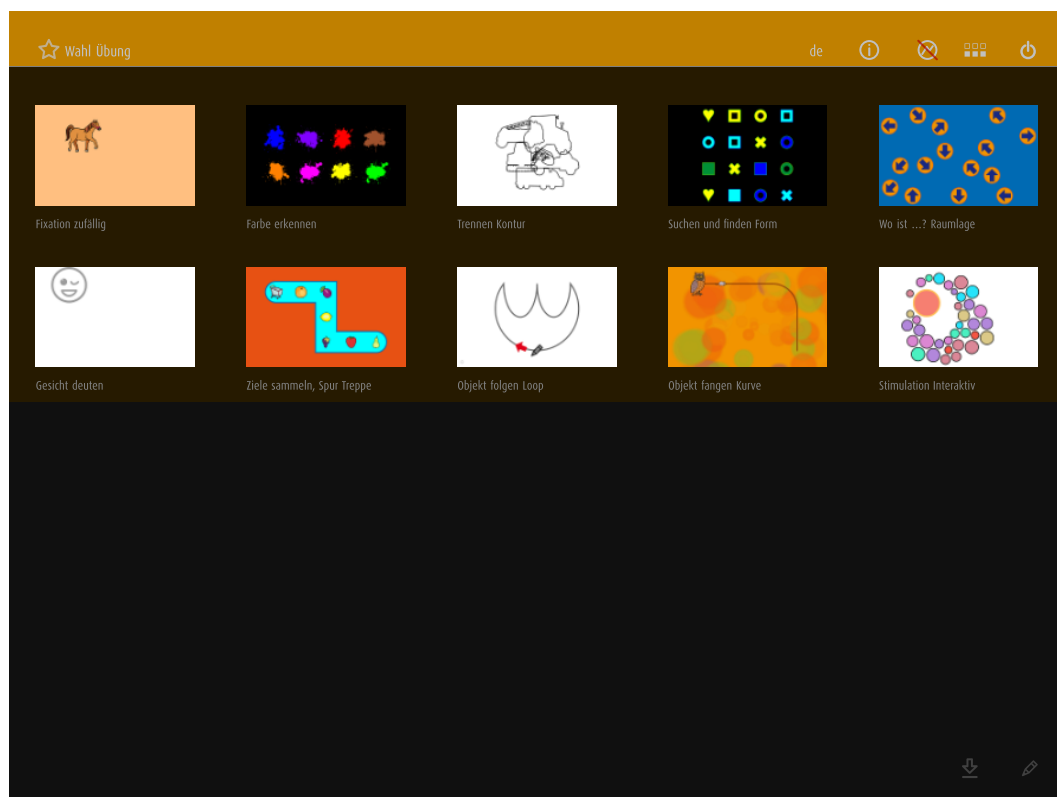 Wahl Übung
de
Fixation zufällig
Farbe erkennen
Trennen Kontur
Suchen und finden Form
Wo ist ...? Raumlage
Gesicht deuten
Ziele sammeln, Spur Treppe
Objekt folgen Loop
Objekt fangen Kurve
Stimulation Interaktiv